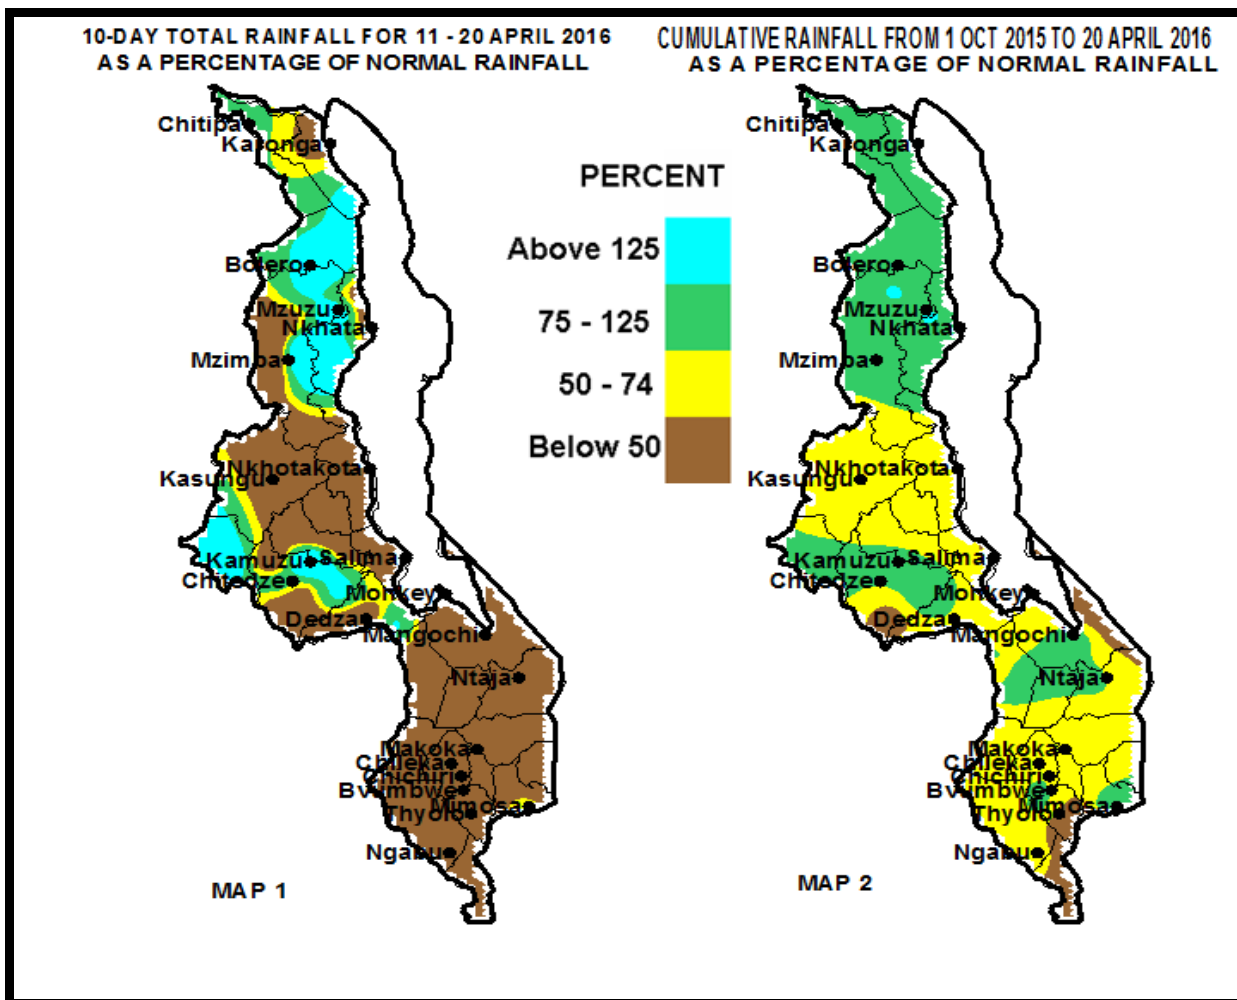 10-DAY TOTAL RAINFALL FOR 11 - 20 APRIL 2016
AS A PERCENTAGE OF NORMAL RAINFALL
CUMULATIVE RAINFALL FROM 1 OCT 2015 TO 20 APRIL 2016
AS A PERCENTAGE OF NORMAL RAINFALL
Chitipa
Karonga
Bolero
Mzuzu
Nkhata
Mzimba
Nkhotakota
Kasungu
Kamuzu
Salima
Chitedze
Monkey
Dedza
Mangochi
Ntaja
Makoka
Chileka
Chichiri
Bvumbwe
Mimosa
Thyolo
Ngabu
MAP 1
PERCENT
Above 125
75 - 125
50 - 74
Below 50
Chitipa
Karonga
Bolero
Mzuzu
Nkhata
Mzimba
Nkhotakota
Kasungu
Kamuzu
Salima
Chitedze
Monkey
Dedza
Mangochi
Ntaja
Makoka
Chileka
Chichiri
Bvumbwe
Mimosa
Thyolo
Ngabu
MAP 2